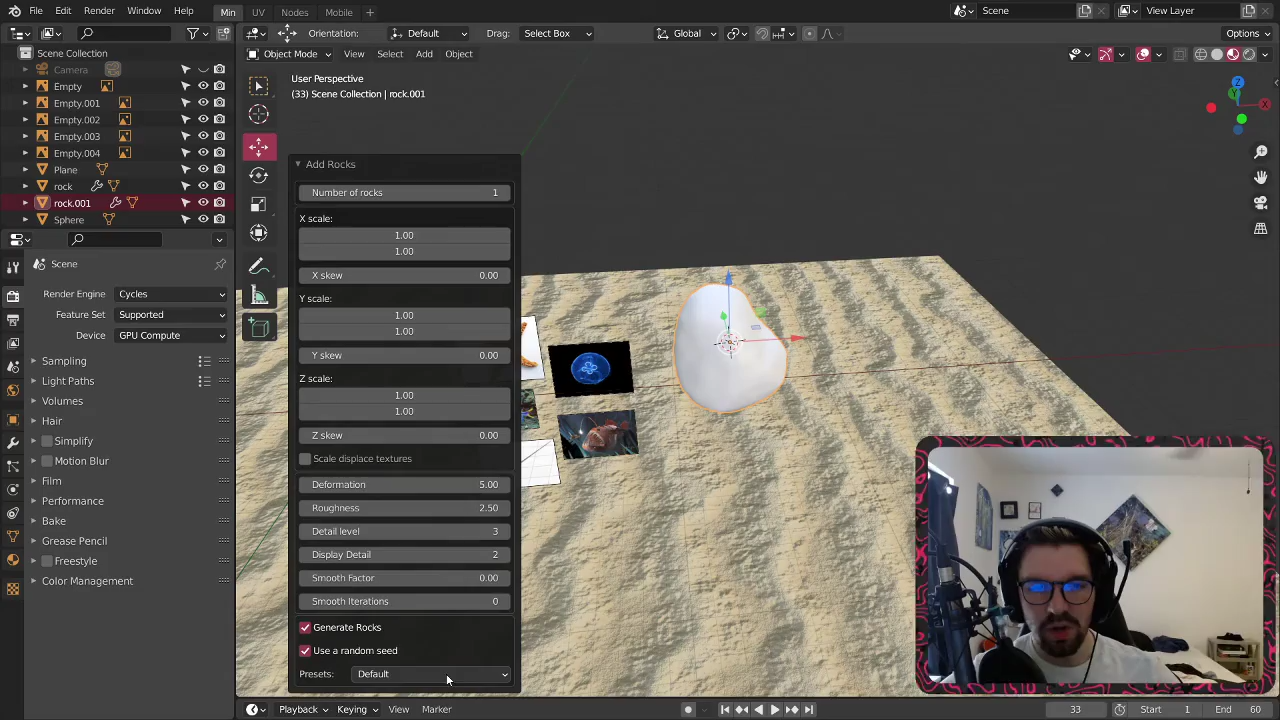 File Edit Render Window Help Min UV Nodes Mobile + Scene View Layer
Orientation: Default Drag: Select Box Global Options
Object Mode View Select Add Object
Scene Collection
Camera
Empty
Empty.001
Empty.002
Empty.003
Empty.004
Plane
rock
rock.001
Sphere
User Perspective
(33) Scene Collection | rock.001
Z
Y
X
Scene
Render Engine Cycles
Feature Set Supported
Device GPU Compute
Sampling
Light Paths
Volumes
Hair
Simplify
Motion Blur
Film
Performance
Bake
Grease Pencil
Freestyle
Color Management
Add Rocks
Number of rocks 1
X scale:
1.00
1.00
X skew 0.00
Y scale:
1.00
1.00
Y skew 0.00
Z scale:
1.00
1.00
Z skew 0.00
Scale displace textures
Deformation 5.00
Roughness 2.50
Detail level 3
Display Detail 2
Smooth Factor 0.00
Smooth Iterations 0
Generate Rocks
Use a random seed
Presets: Default
Playback Keying View Marker 33 Start 1 End 60